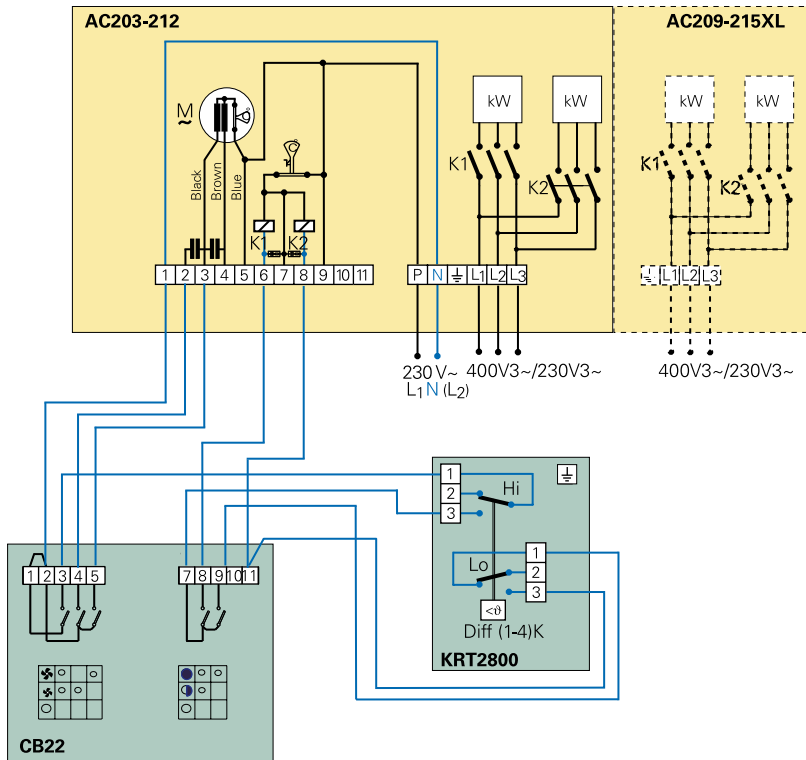 AC203-212
AC209-215XL
M
~
Black
Brown
Blue
K1
K2
kW
kW
K1
K2
kW
kW
K1
K2
1 2 3 4 5 6 7 8 9 10 11
P N L1 L2 L3
L1 L2 L3
230 V~
L1 N (L2)
400V3~/230V3~
400V3~/230V3~
1
2
3
Hi
Lo
1
2
3
<ϑ
Diff (1-4)K
KRT2800
1 2 3 4 5
7 8 9 10 11
CB22